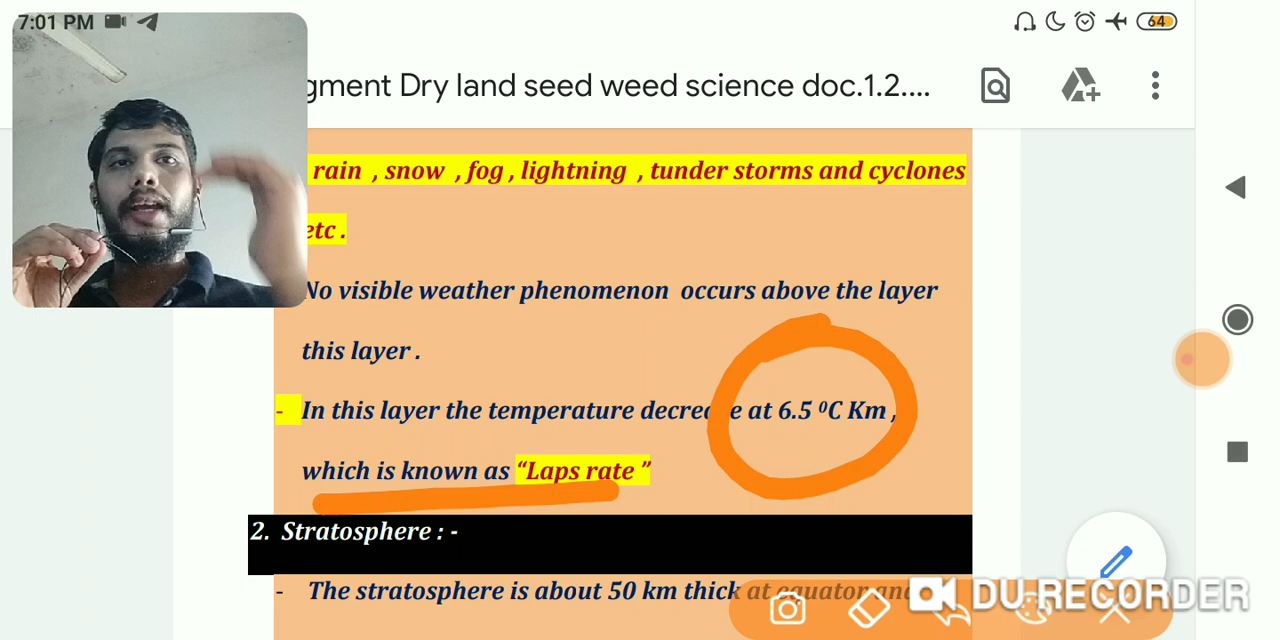 7:01 PM
64
gment Dry land seed weed science doc.1.2....
rain , snow , fog , lightning , tunder storms and cyclones
etc .
No visible weather phenomenon occurs above the layer
this layer .
- In this layer the temperature decre e at 6.5 ⁰C Km ,
which is known as “Laps rate ”
2. Stratosphere : -
- The stratosphere is about 50 km thick at equator and
DU RECORDER